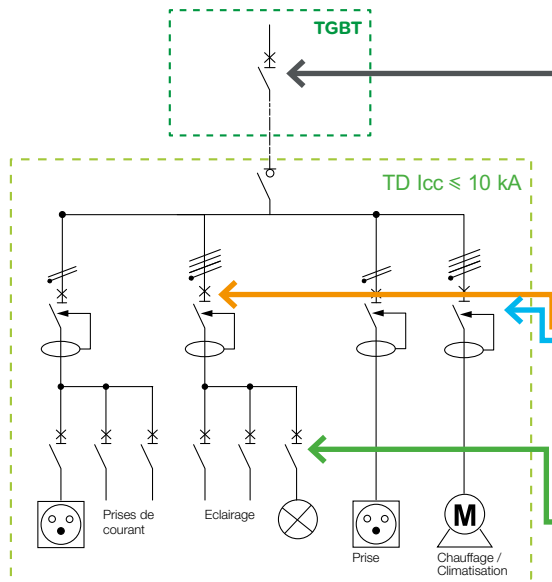 TGBT
TD Icc ⩽ 10 kA
Prises de
courant
Eclairage
Prise
M
Chauffage /
Climatisation